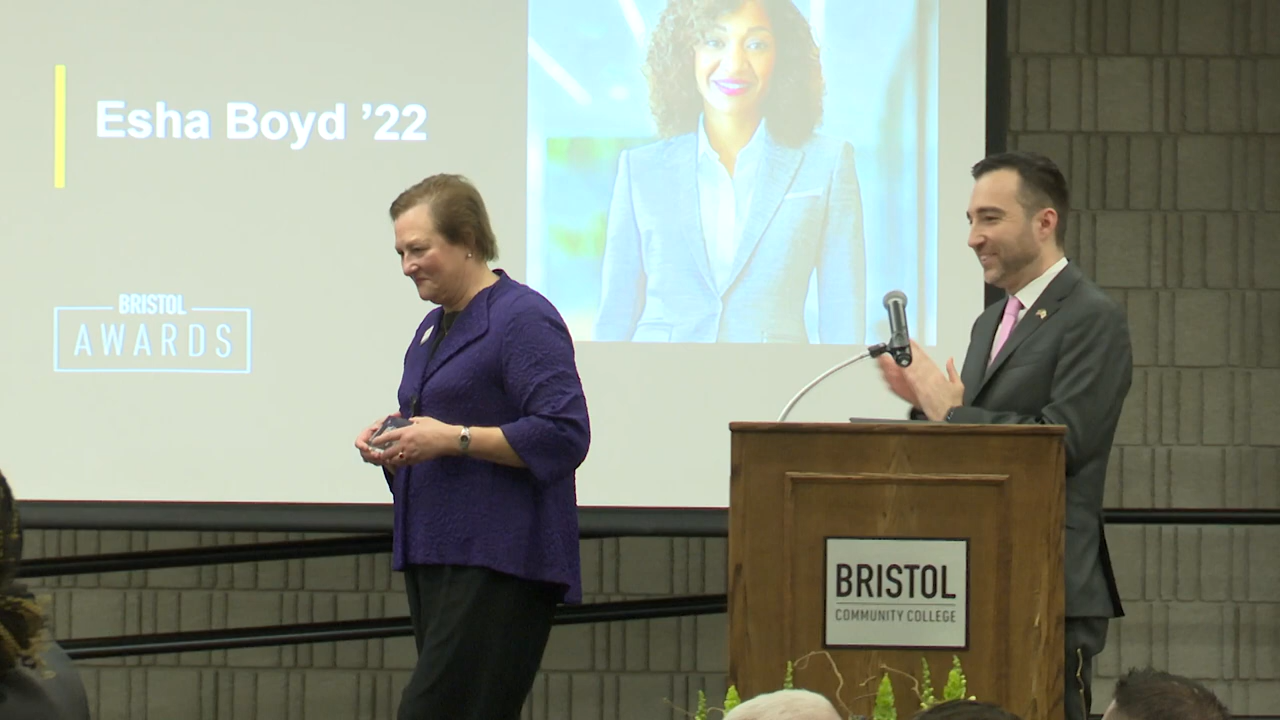 Esha Boyd ’22
BRISTOL
AWARDS
BRISTOL
COMMUNITY COLLEGE